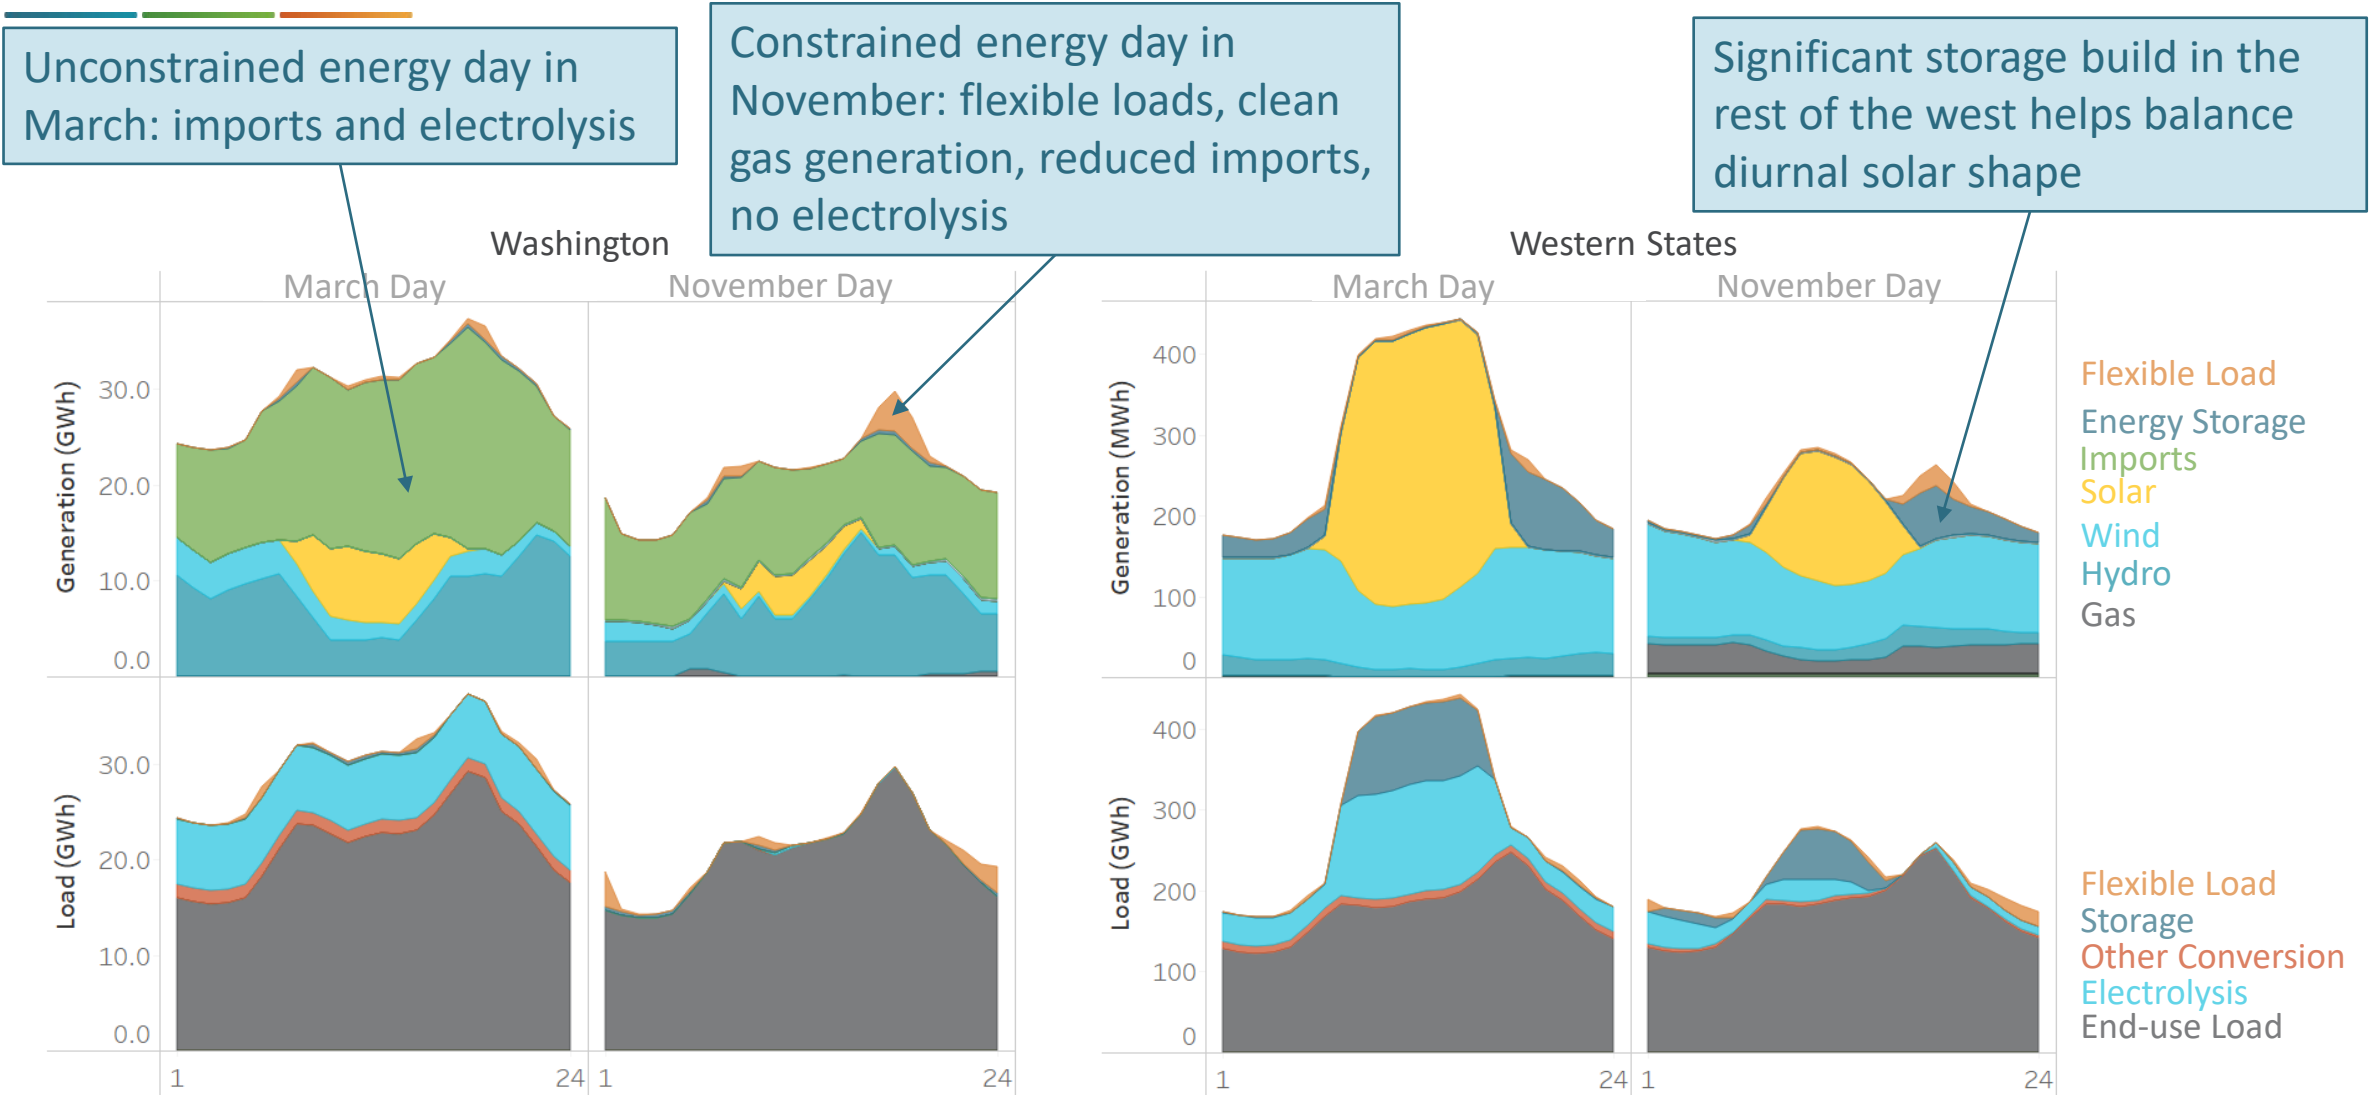 Unconstrained energy day in
March: imports and electrolysis
Constrained energy day in
November: flexible loads, clean
gas generation, reduced imports,
no electrolysis
Significant storage build in the
rest of the west helps balance
diurnal solar shape
Washington
Western States
March Day
November Day
March Day
November Day
Generation (GWh)
30.0
20.0
10.0
0.0
Generation (MWh)
400
300
200
100
0
Flexible Load
Energy Storage
Imports
Solar
Wind
Hydro
Gas
Load (GWh)
30.0
20.0
10.0
0.0
Load (GWh)
400
300
200
100
0
Flexible Load
Storage
Other Conversion
Electrolysis
End-use Load
1
24
1
24
1
24
1
24